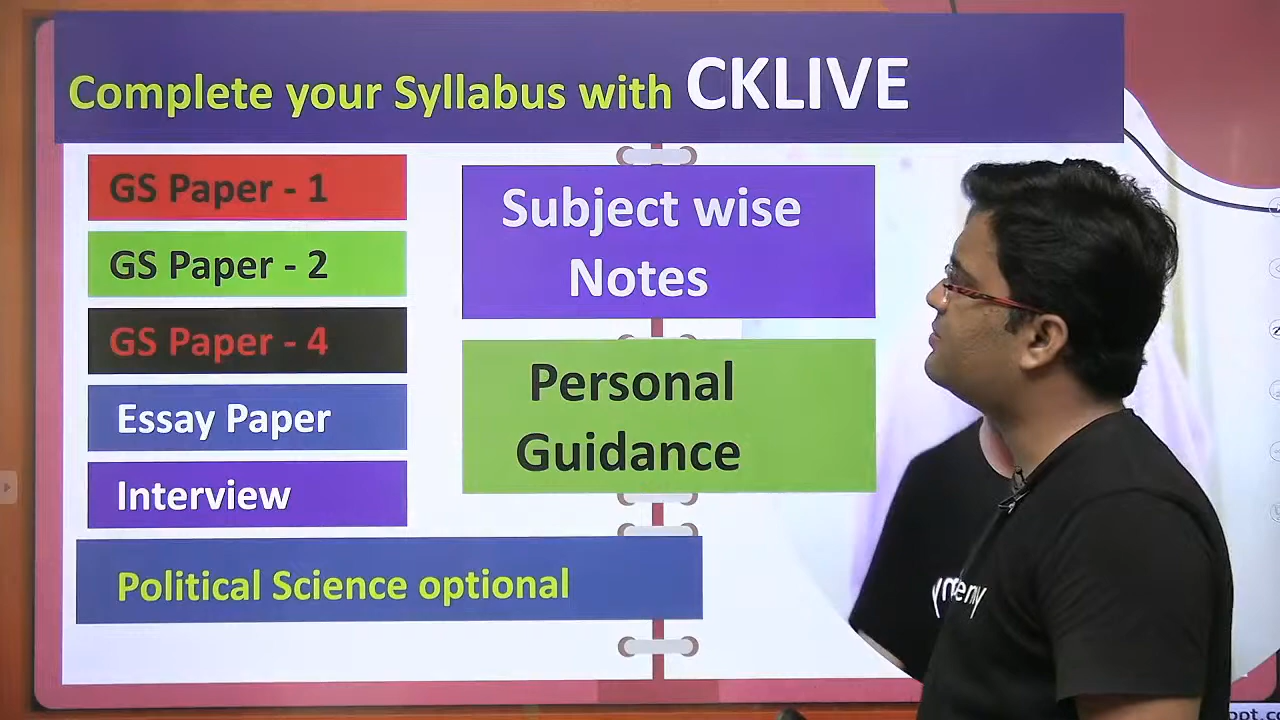 Complete your Syllabus with CKLIVE
GS Paper - 1
GS Paper - 2
GS Paper - 4
Essay Paper
Interview
Political Science optional
Subject wise
Notes
Personal
Guidance